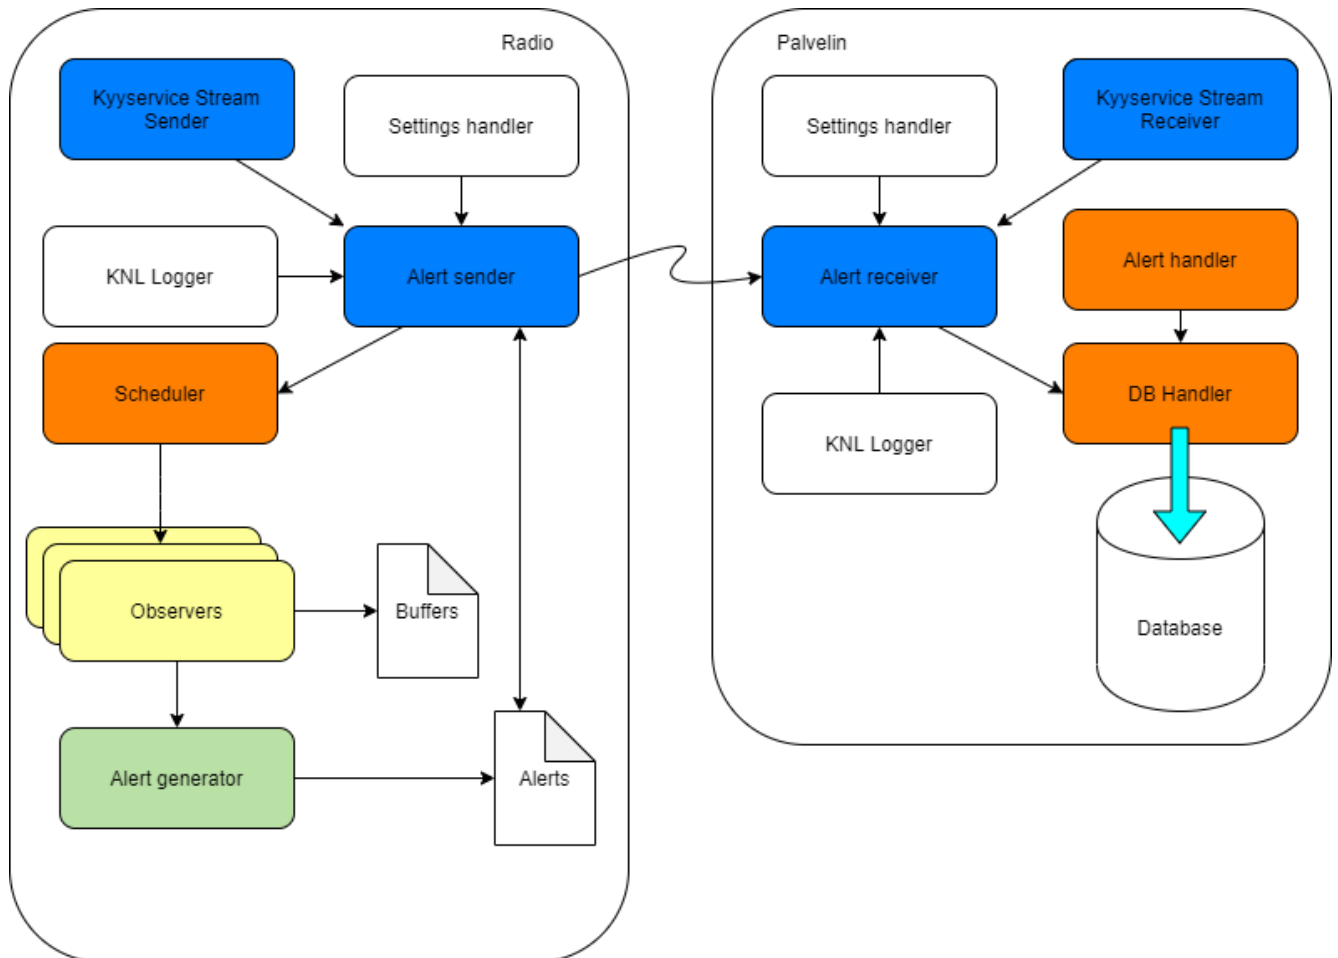 Radio
Kyyservice Stream
Sender
Settings handler
KNL Logger
Alert sender
Scheduler
Observers
Buffers
Alert generator
Alerts
Palvelin
Settings handler
Kyyservice Stream
Receiver
Alert receiver
Alert handler
KNL Logger
DB Handler
Database